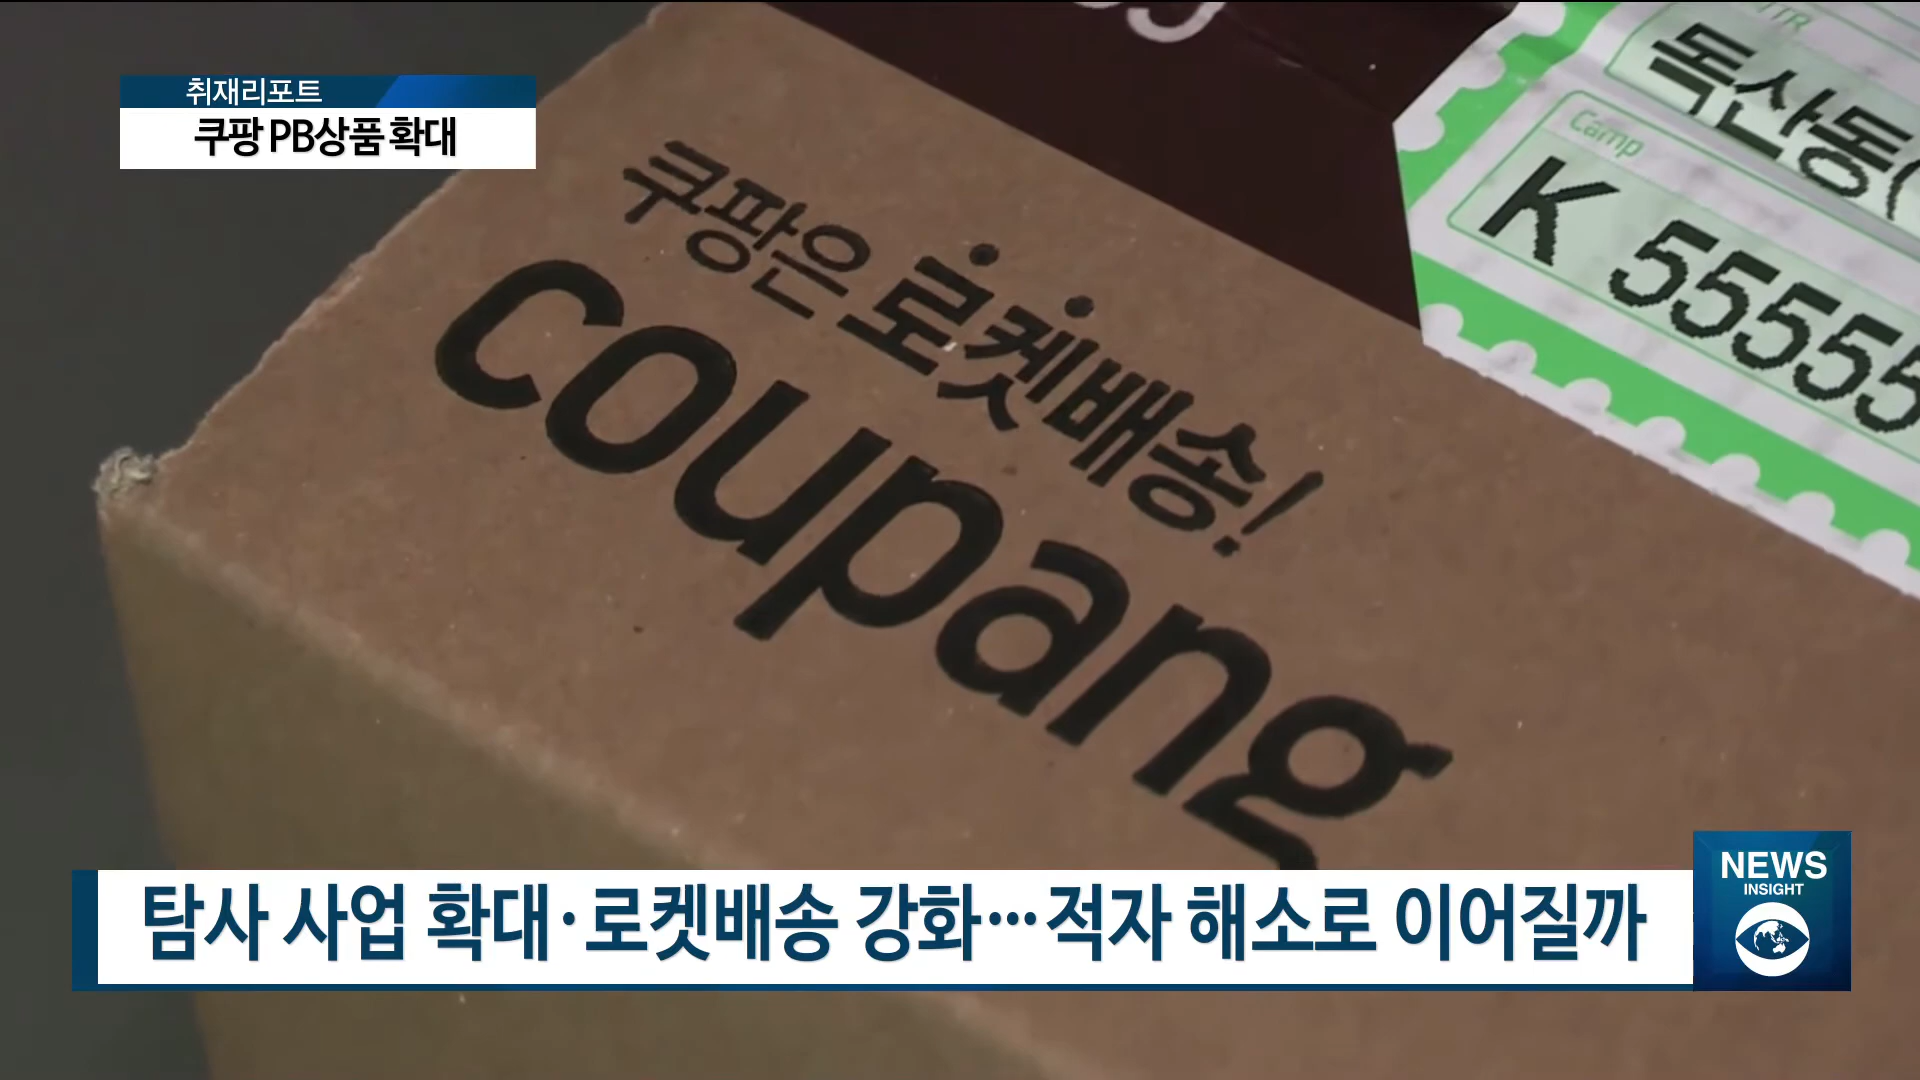 취재리포트
쿠팡 PB상품 확대
독산동(
Camp
K 5555
쿠팡은 로켓배송!
coupang
탐사 사업 확대·로켓배송 강화…적자 해소로 이어질까
NEWS
INSIGHT